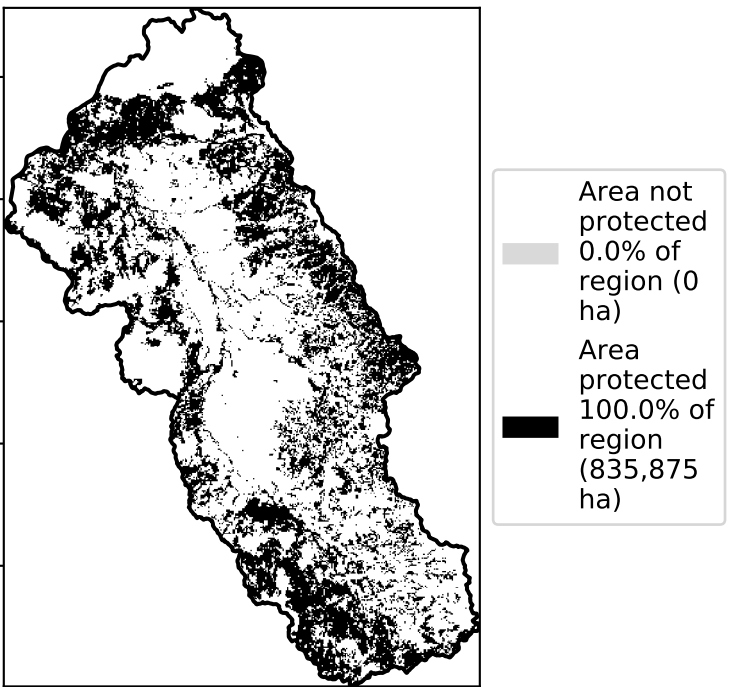 Area not
protected
0.0% of
region (0
ha)
Area
protected
100.0% of
region
(835,875
ha)